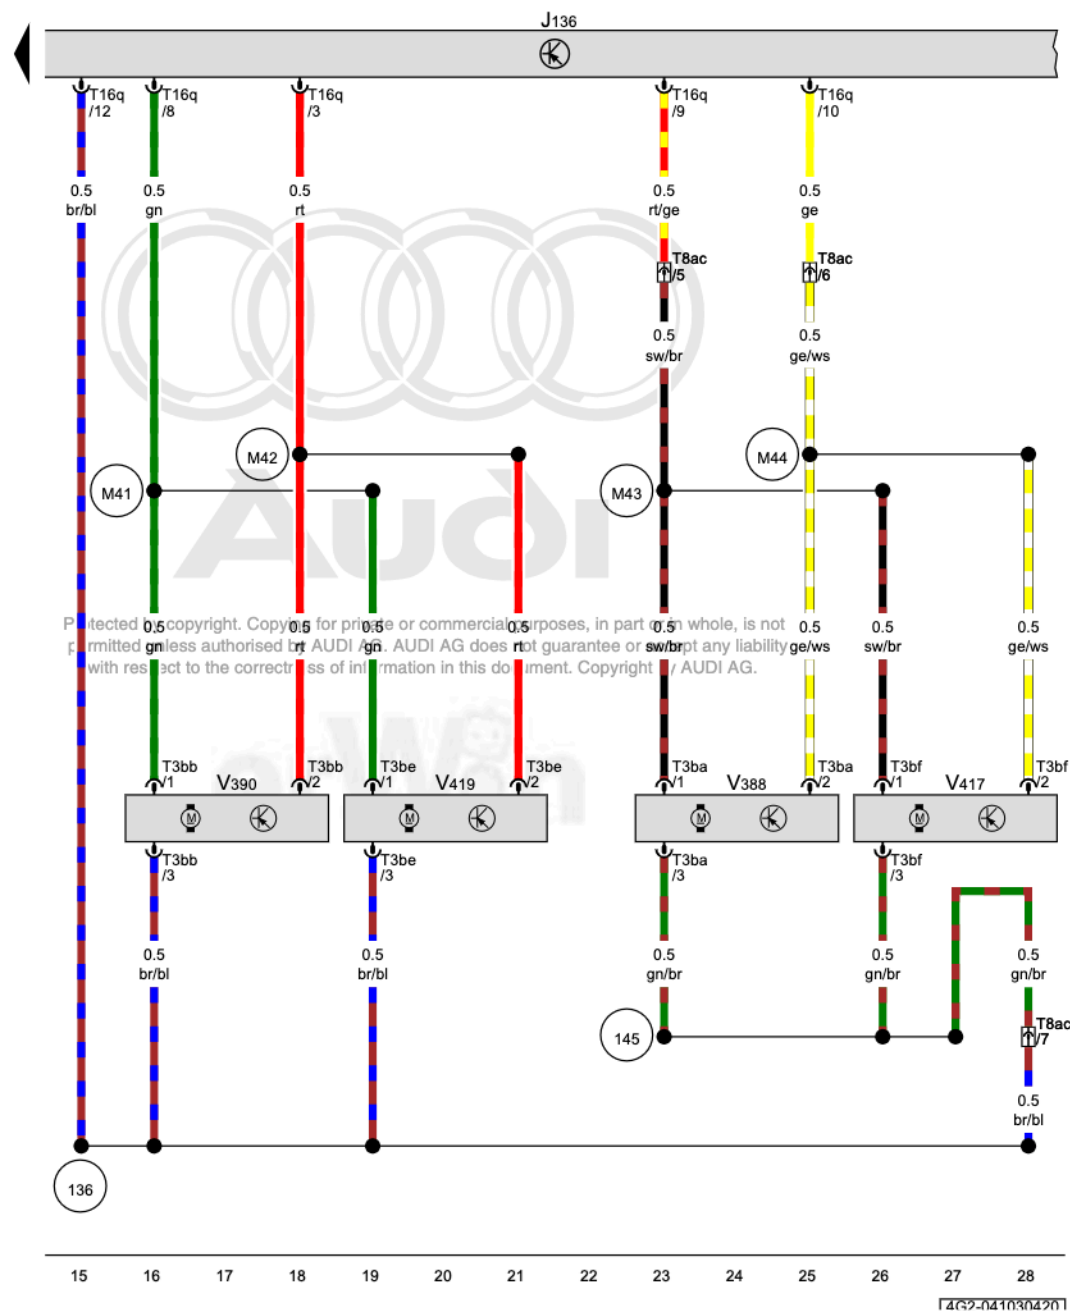 J136
T16q T16q T16q T16q T16q
/12 /8 /3 /9 /10
0.5 0.5 0.5 0.5 0.5
br/bl gn rt rt/ge ge
T8ac T8ac
/5 /6
0.5 0.5
sw/br ge/ws
M42 M44
M41 M43
Audi
Protected by copyright. Copying for private or commercial purposes, in part or in whole, is not
permitted unless authorised by AUDI AG. AUDI AG does not guarantee or accept any liability
with respect to the correctness of information in this document. Copyright by AUDI AG.
0.5 0.5 0.5 0.5 0.5 0.5 0.5 0.5
gn rt gn rt sw/br ge/ws sw/br ge/ws
T3bb T3bb T3be T3be T3ba T3ba T3bf T3bf
/1 V390 /2 /1 V419 /2 /1 V388 /2 /1 V417 /2
M M M M
T3bb T3be T3ba T3bf
/3 /3 /3 /3
0.5 0.5 0.5 0.5 0.5
br/bl br/bl gn/br gn/br gn/br
T8ac
145 /7
0.5
br/bl
136
15 16 17 18 19 20 21 22 23 24 25 26 27 28
4G2-041030420